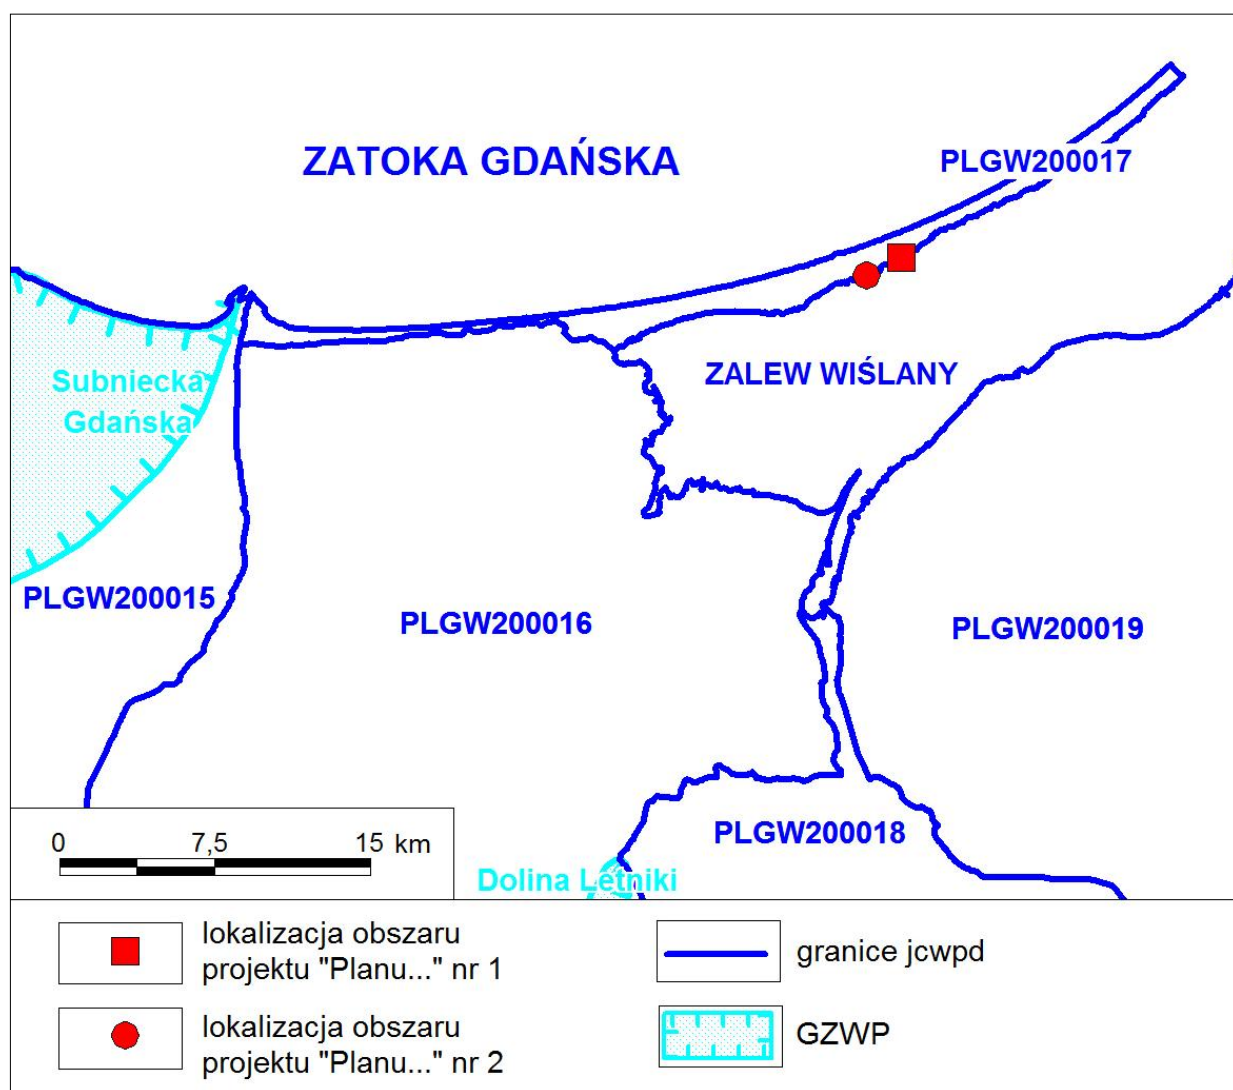 ZATOKA GDAŃSKA
PLGW200017
Subniecka
Gdańska
ZALEW WIŚLANY
PLGW200015
PLGW200016
PLGW200019
PLGW200018
0 7,5 15 km
Dolina Letniki
lokalizacja obszaru
projektu "Planu..." nr 1
granice jcwpd
lokalizacja obszaru
projektu "Planu..." nr 2
GZWP